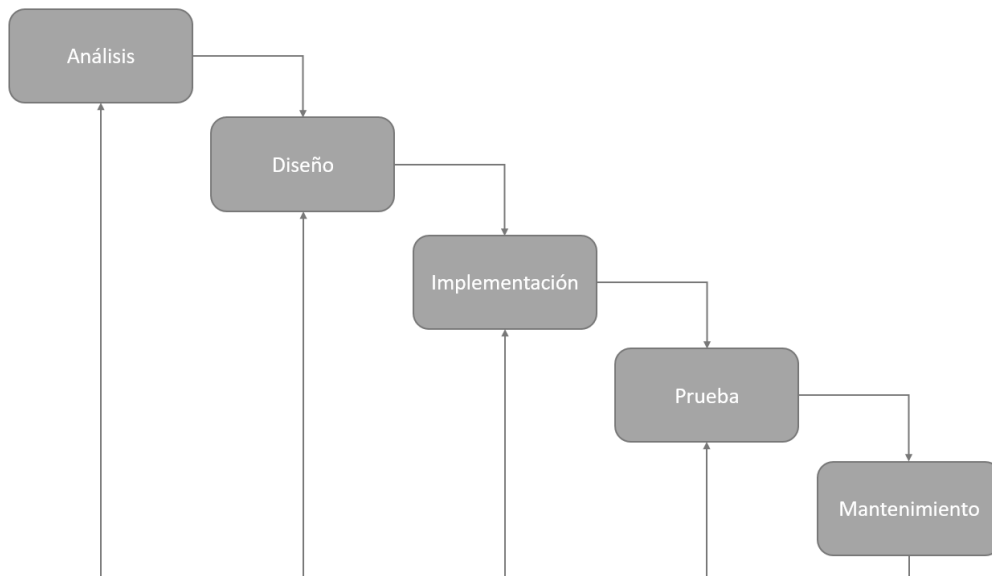 Análisis
Diseño
Implementación
Prueba
Mantenimiento